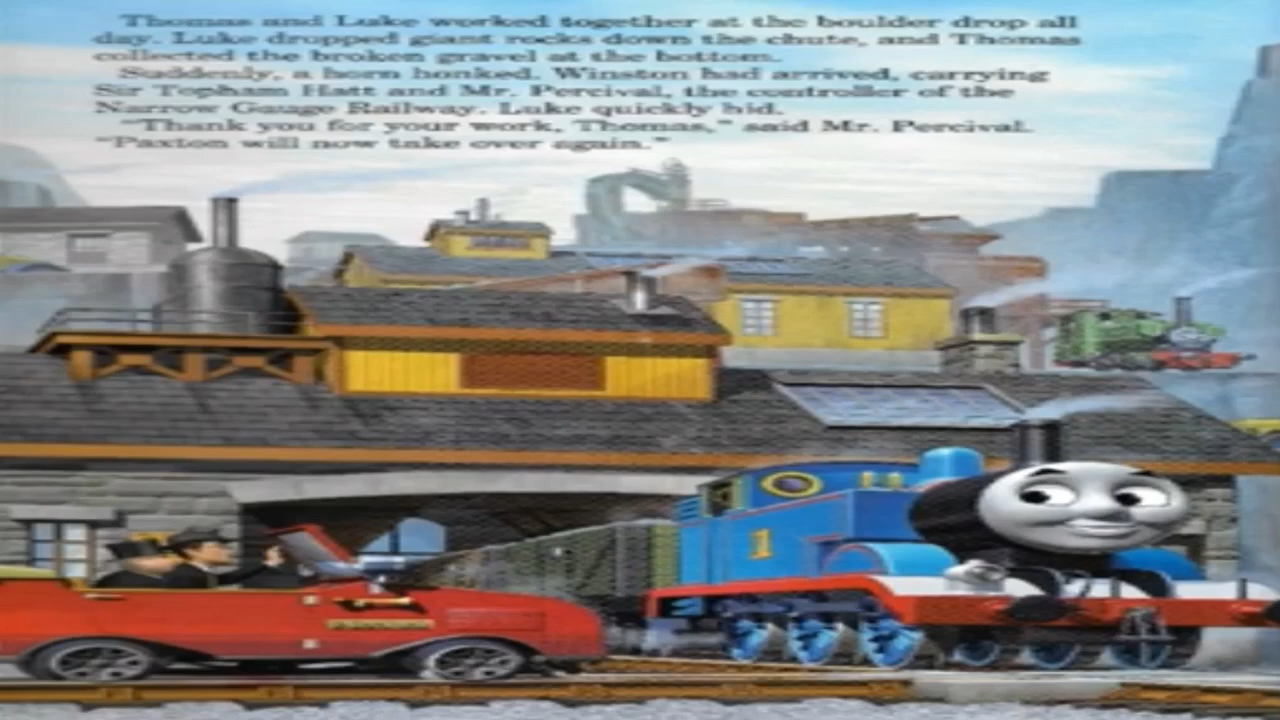 Thomas and Luke worked together at the boulder drop all
day. Luke dropped giant rocks down the chute, and Thomas
collected the broken gravel at the bottom.
Suddenly, a horn honked. Winston had arrived, carrying
Sir Topham Hatt and Mr. Percival, the controller of the
Narrow Gauge Railway. Luke quickly hid.
"Thank you for your work, Thomas," said Mr. Percival.
"Paxton will now take over again."
1